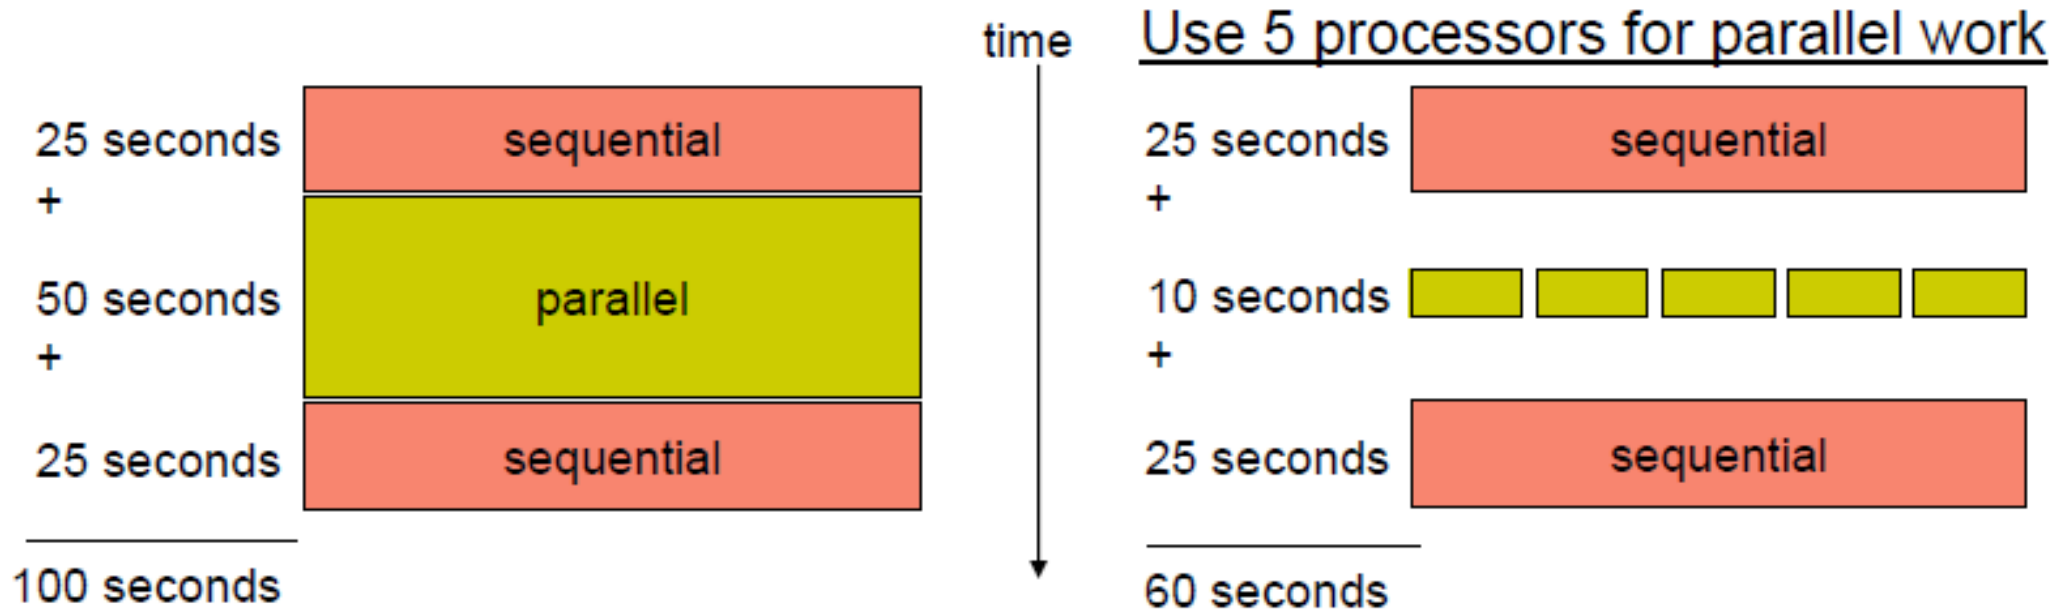 25 seconds
sequential
+
50 seconds
parallel
+
25 seconds
sequential
100 seconds
time
Use 5 processors for parallel work
25 seconds
sequential
+
10 seconds
+
25 seconds
sequential
60 seconds